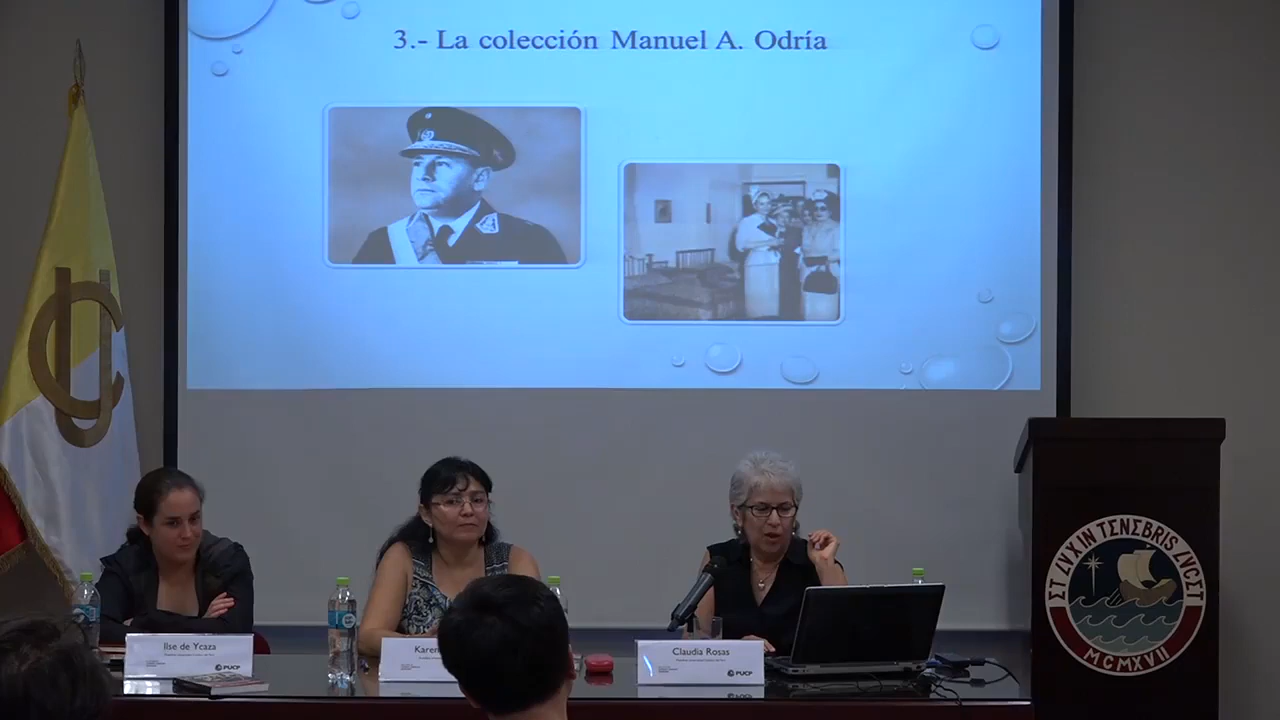 3.- La colección Manuel A. Odría
Ilse de Ycaza
PUCP
Karen
Claudia Rosas
PUCP
ET LVX IN TENEBRIS LVCET
MCMXVII